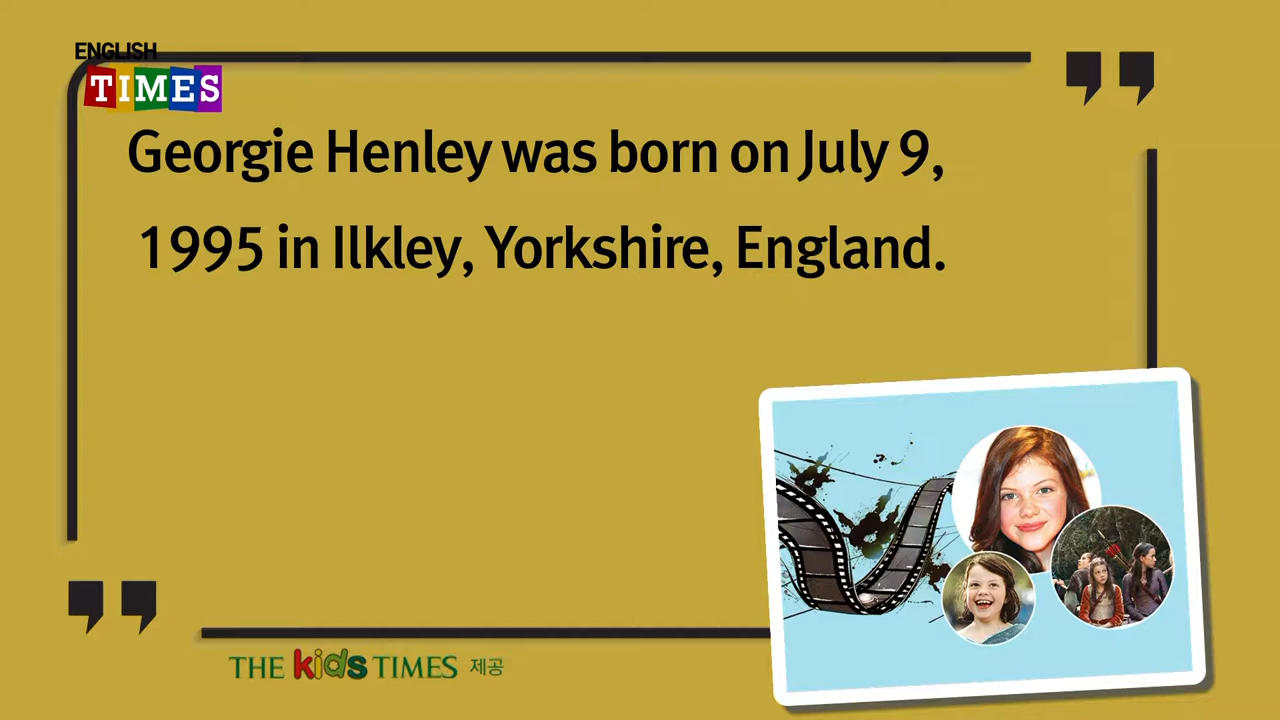 ENGLISH
TIMES
Georgie Henley was born on July 9,
1995 in Ilkley, Yorkshire, England.
THE kids TIMES 제공